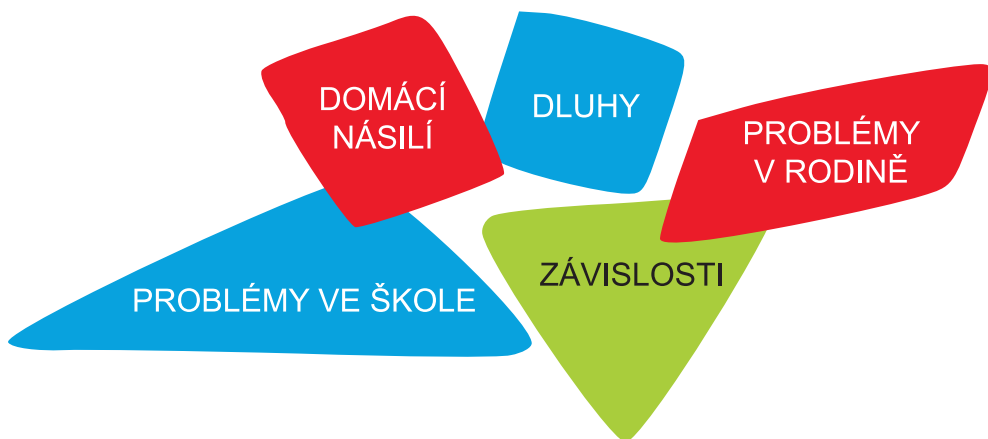 DOMÁCÍ
NÁSILÍ
DLUHY
PROBLÉMY
V RODINĚ
ZÁVISLOSTI
PROBLÉMY VE ŠKOLE